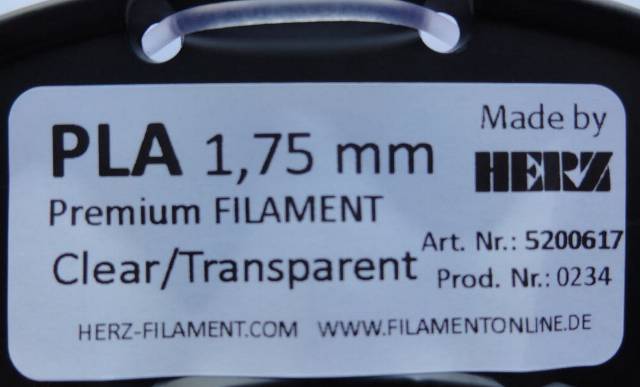 PLA 1,75 mm
Premium FILAMENT
Clear/Transparent
Made by
HERZ
Art. Nr.: 5200617
Prod. Nr.: 0234
HERZ-FILAMENT.COM WWW.FILAMENTONLINE.DE